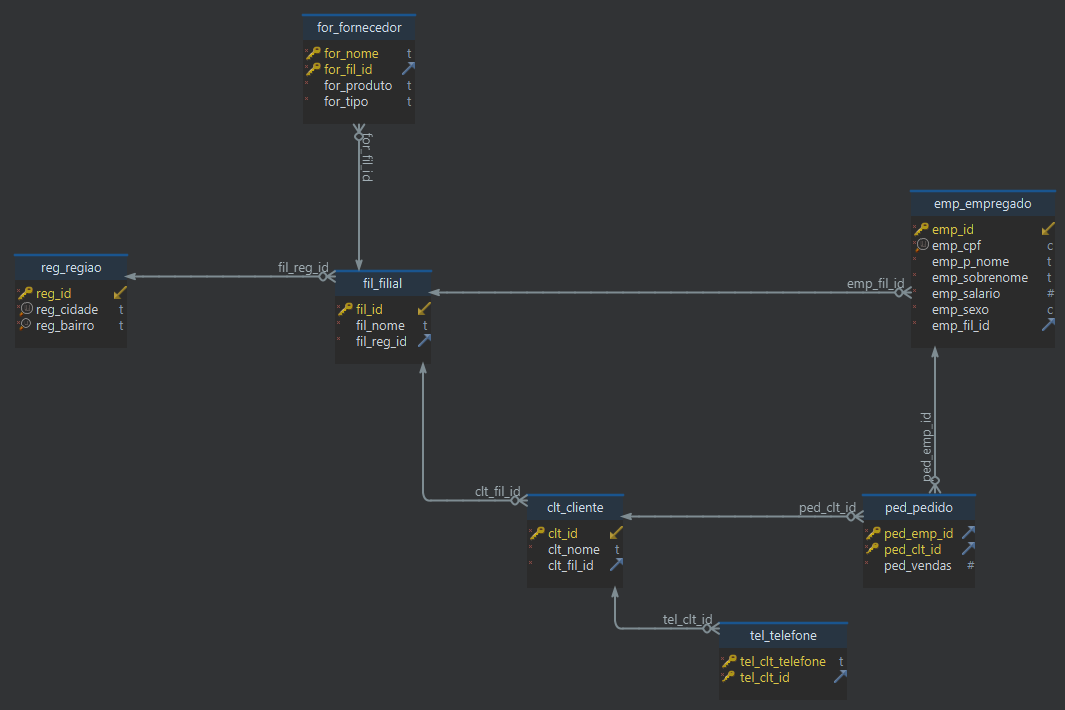 for_fornecedor
for_nome t
for_fil_id
for_produto t
for_tipo t
for_fil_id
reg_regiao
reg_id
reg_cidade t
reg_bairro t
fil_reg_id
fil_filial
fil_id
fil_nome t
fil_reg_id
emp_fil_id
emp_empregado
emp_id
emp_cpf c
emp_p_nome t
emp_sobrenome t
emp_salario #
emp_sexo c
emp_fil_id
ped_emp_id
clt_fil_id
clt_cliente
clt_id
clt_nome t
clt_fil_id
ped_clt_id
ped_pedido
ped_emp_id
ped_clt_id
ped_vendas #
tel_clt_id
tel_telefone
tel_clt_telefone t
tel_clt_id